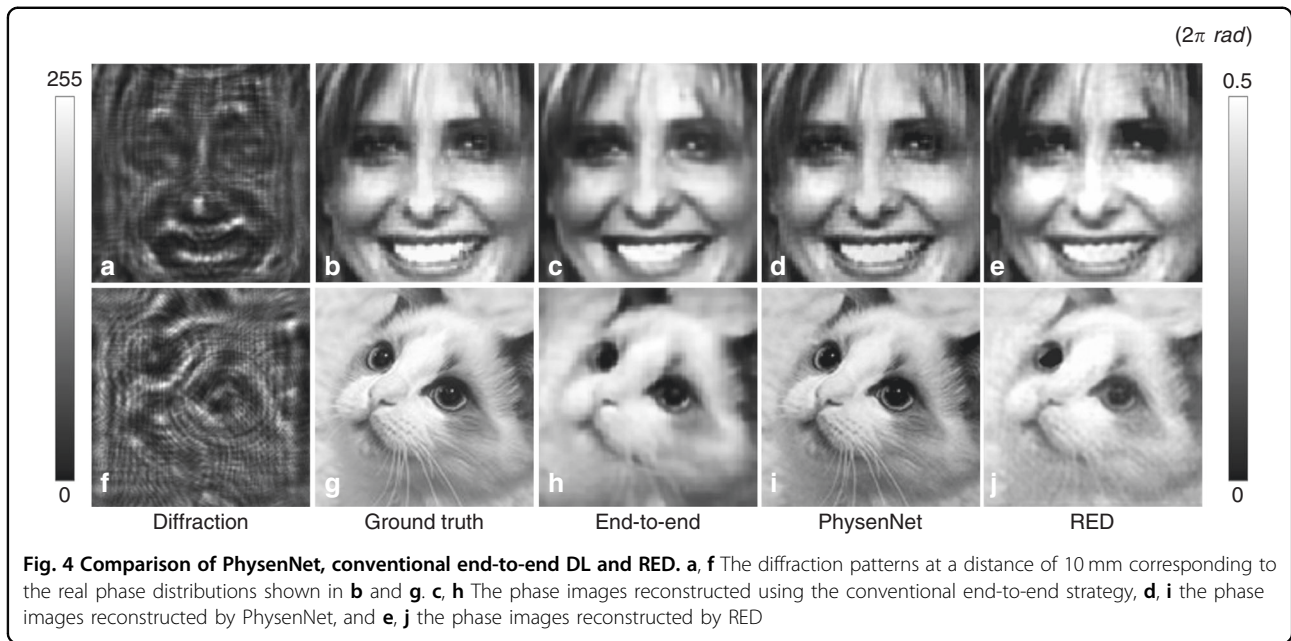 (2π rad)
255
0.5
a
b
c
d
e
f
g
h
i
j
0
0
Diffraction
Ground truth
End-to-end
PhysenNet
RED
Fig. 4 Comparison of PhysenNet, conventional end-to-end DL and RED. a, f The diffraction patterns at a distance of 10 mm corresponding to
the real phase distributions shown in b and g. c, h The phase images reconstructed using the conventional end-to-end strategy, d, i the phase
images reconstructed by PhysenNet, and e, j the phase images reconstructed by RED